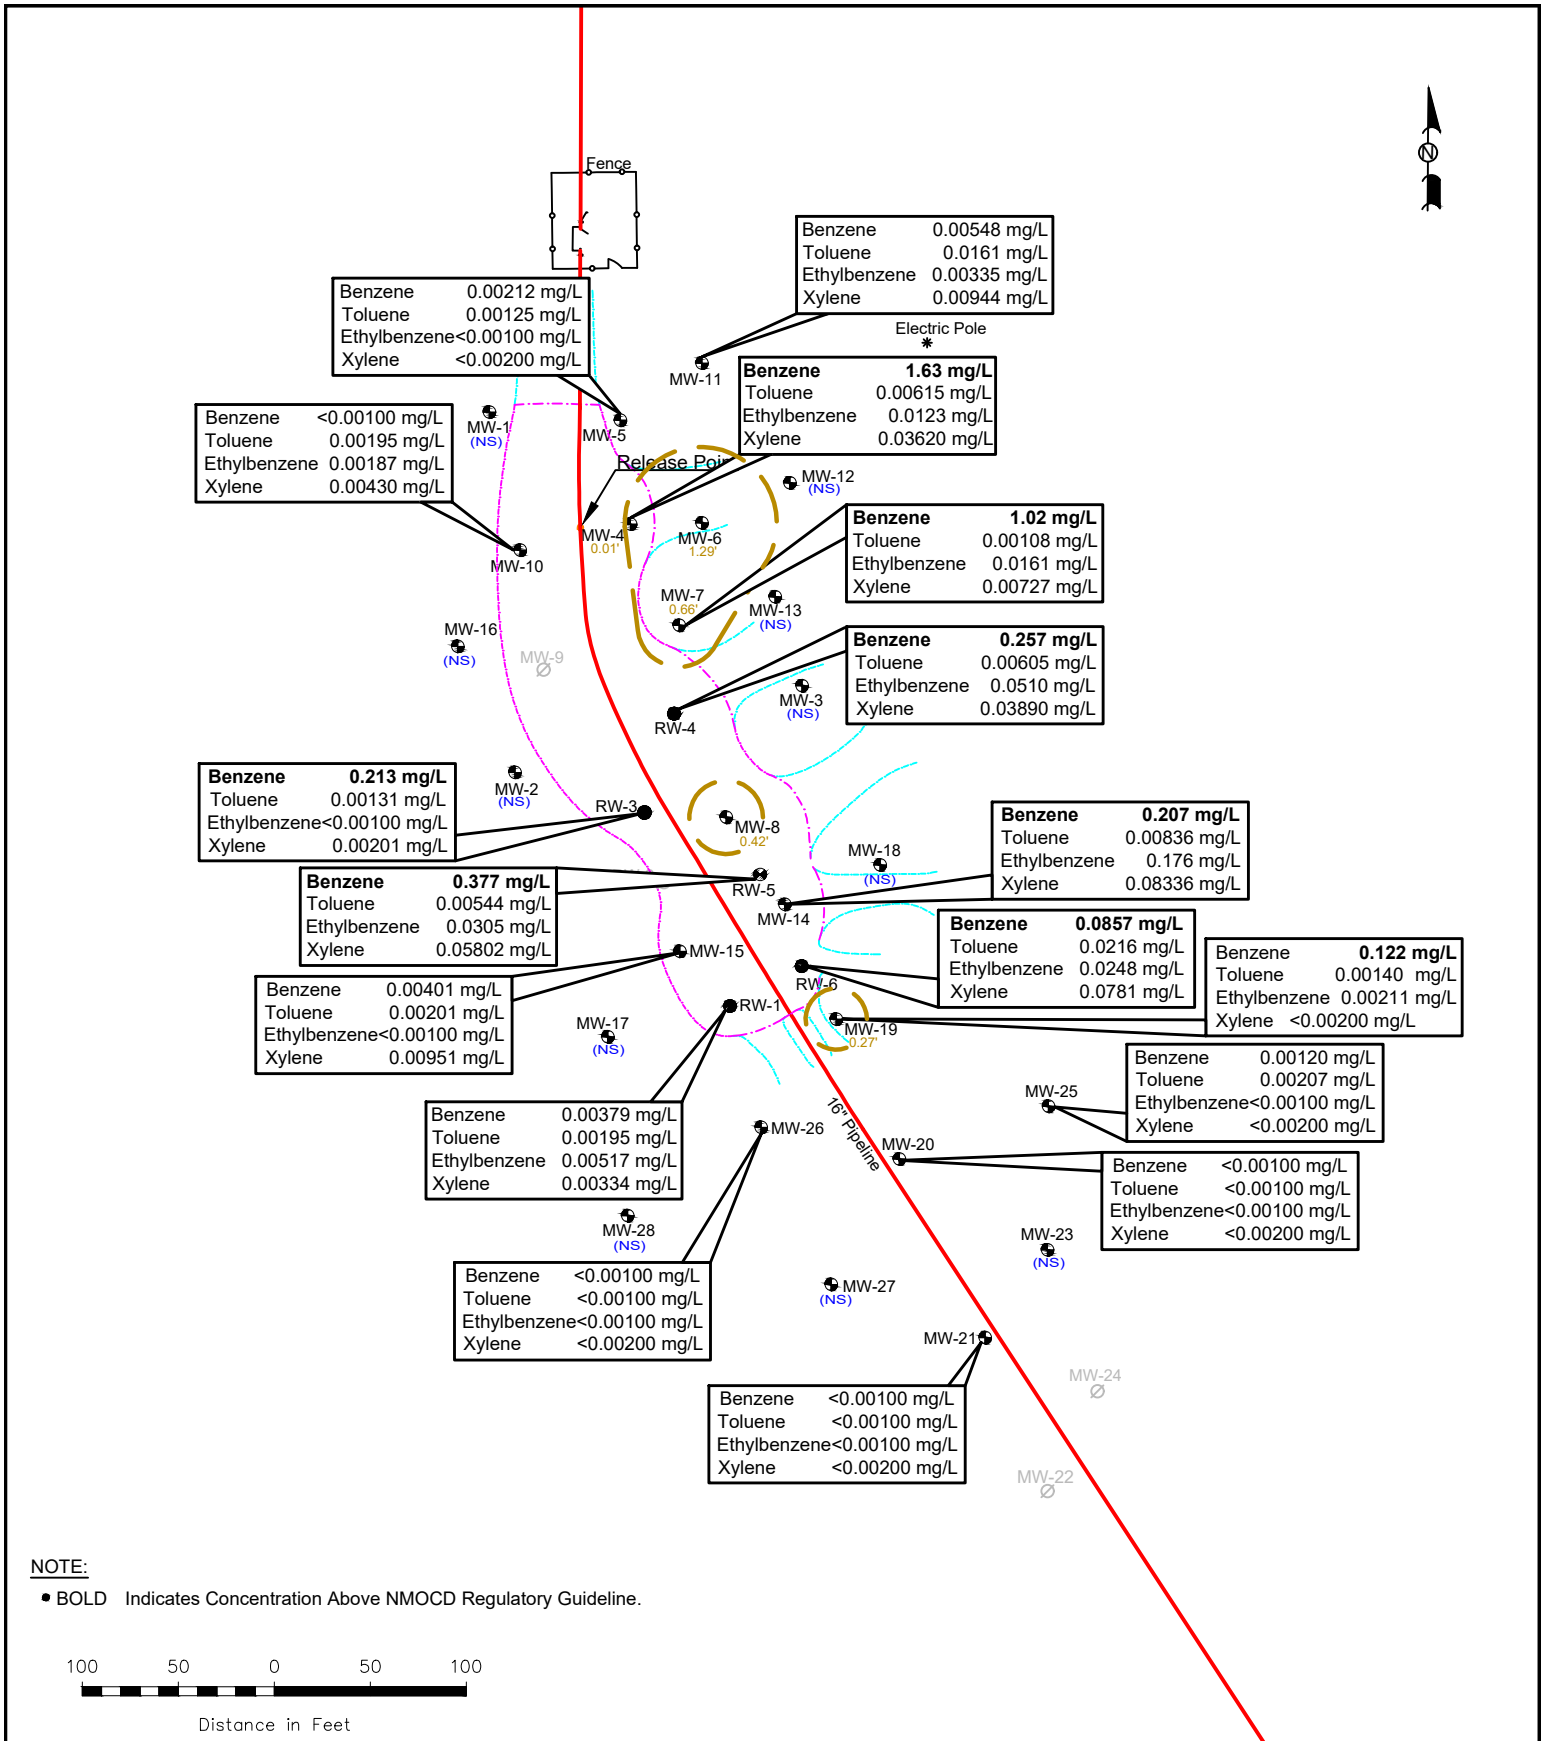 Fence
N
Benzene 0.00548 mg/L
Toluene 0.0161 mg/L
Ethylbenzene 0.00335 mg/L
Xylene 0.00944 mg/L
Electric Pole
Benzene 0.00212 mg/L
Toluene 0.00125 mg/L
Ethylbenzene<0.00100 mg/L
Xylene <0.00200 mg/L
MW-11
Benzene 1.63 mg/L
Toluene 0.00615 mg/L
Ethylbenzene 0.0123 mg/L
Xylene 0.03620 mg/L
Benzene <0.00100 mg/L
Toluene 0.00195 mg/L
Ethylbenzene 0.00187 mg/L
Xylene 0.00430 mg/L
MW-1
(NS)
MW-5
Release Poin
MW-12
(NS)
MW-4
0.01'
MW-6
1.29'
Benzene 1.02 mg/L
Toluene 0.00108 mg/L
Ethylbenzene 0.0161 mg/L
Xylene 0.00727 mg/L
MW-10
MW-7
0.66'
MW-13
(NS)
MW-16
(NS)
MW-9
Benzene 0.257 mg/L
Toluene 0.00605 mg/L
Ethylbenzene 0.0510 mg/L
Xylene 0.03890 mg/L
MW-3
(NS)
RW-4
Benzene 0.213 mg/L
Toluene 0.00131 mg/L
Ethylbenzene<0.00100 mg/L
Xylene 0.00201 mg/L
MW-2
(NS)
RW-3
MW-8
0.42'
MW-18
(NS)
Benzene 0.207 mg/L
Toluene 0.00836 mg/L
Ethylbenzene 0.176 mg/L
Xylene 0.08336 mg/L
Benzene 0.377 mg/L
Toluene 0.00544 mg/L
Ethylbenzene 0.0305 mg/L
Xylene 0.05802 mg/L
RW-5
MW-14
Benzene 0.0857 mg/L
Toluene 0.0216 mg/L
Ethylbenzene 0.0248 mg/L
Xylene 0.0781 mg/L
MW-15
RW-6
Benzene 0.122 mg/L
Toluene 0.00140 mg/L
Ethylbenzene 0.00211 mg/L
Xylene <0.00200 mg/L
Benzene 0.00401 mg/L
Toluene 0.00201 mg/L
Ethylbenzene<0.00100 mg/L
Xylene 0.00951 mg/L
RW-1
MW-17
(NS)
MW-19
0.27'
Benzene 0.00120 mg/L
Toluene 0.00207 mg/L
Ethylbenzene<0.00100 mg/L
Xylene <0.00200 mg/L
MW-25
Benzene 0.00379 mg/L
Toluene 0.00195 mg/L
Ethylbenzene 0.00517 mg/L
Xylene 0.00334 mg/L
MW-26
16" Pipeline
MW-20
Benzene <0.00100 mg/L
Toluene <0.00100 mg/L
Ethylbenzene<0.00100 mg/L
Xylene <0.00200 mg/L
MW-28
(NS)
MW-23
(NS)
Benzene <0.00100 mg/L
Toluene <0.00100 mg/L
Ethylbenzene<0.00100 mg/L
Xylene <0.00200 mg/L
MW-27
(NS)
MW-21
MW-24
Benzene <0.00100 mg/L
Toluene <0.00100 mg/L
Ethylbenzene<0.00100 mg/L
Xylene <0.00200 mg/L
MW-22
NOTE:
• BOLD Indicates Concentration Above NMOCD Regulatory Guideline.
100 50 0 50 100
Distance in Feet